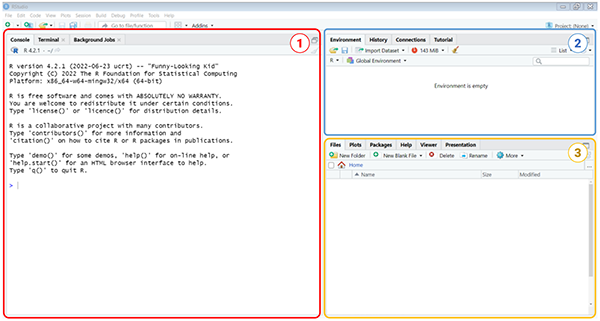 RStudio
File Edit Code View Plots Session Build Debug Profile Tools Help
Go to file/function Addins
Project: (None)
Console Terminal Background Jobs
1
R 4.2.1 · ~/
R version 4.2.1 (2022-06-23 ucrt) -- "Funny-Looking Kid"
Copyright (C) 2022 The R Foundation for Statistical Computing
Platform: x86_64-w64-mingw32/x64 (64-bit)
R is free software and comes with ABSOLUTELY NO WARRANTY.
You are welcome to redistribute it under certain conditions.
Type 'license()' or 'licence()' for distribution details.
R is a collaborative project with many contributors.
Type 'contributors()' for more information and
'citation()' on how to cite R or R packages in publications.
Type 'demo()' for some demos, 'help()' for on-line help, or
'help.start()' for an HTML browser interface to help.
Type 'q()' to quit R.
>
Environment History Connections Tutorial
2
Import Dataset 143 MiB List
R Global Environment
Environment is empty
Files Plots Packages Help Viewer Presentation
New Folder New Blank File Delete Rename More
3
Home
Name Size Modified